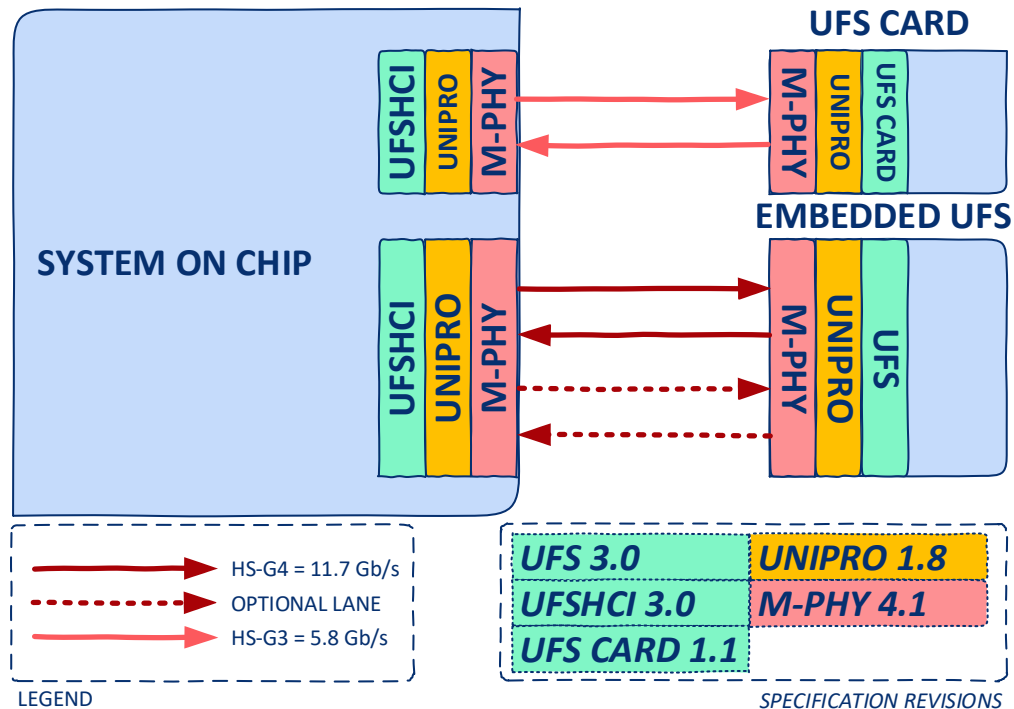 UFS CARD
UFSHCI
UNIPRO
M-PHY
M-PHY
UNIPRO
UFS CARD
EMBEDDED UFS
SYSTEM ON CHIP
UFSHCI
UNIPRO
M-PHY
M-PHY
UNIPRO
UFS
HS-G4 = 11.7 Gb/s
OPTIONAL LANE
HS-G3 = 5.8 Gb/s
LEGEND
UFS 3.0
UNIPRO 1.8
UFSHCI 3.0
M-PHY 4.1
UFS CARD 1.1
SPECIFICATION REVISIONS